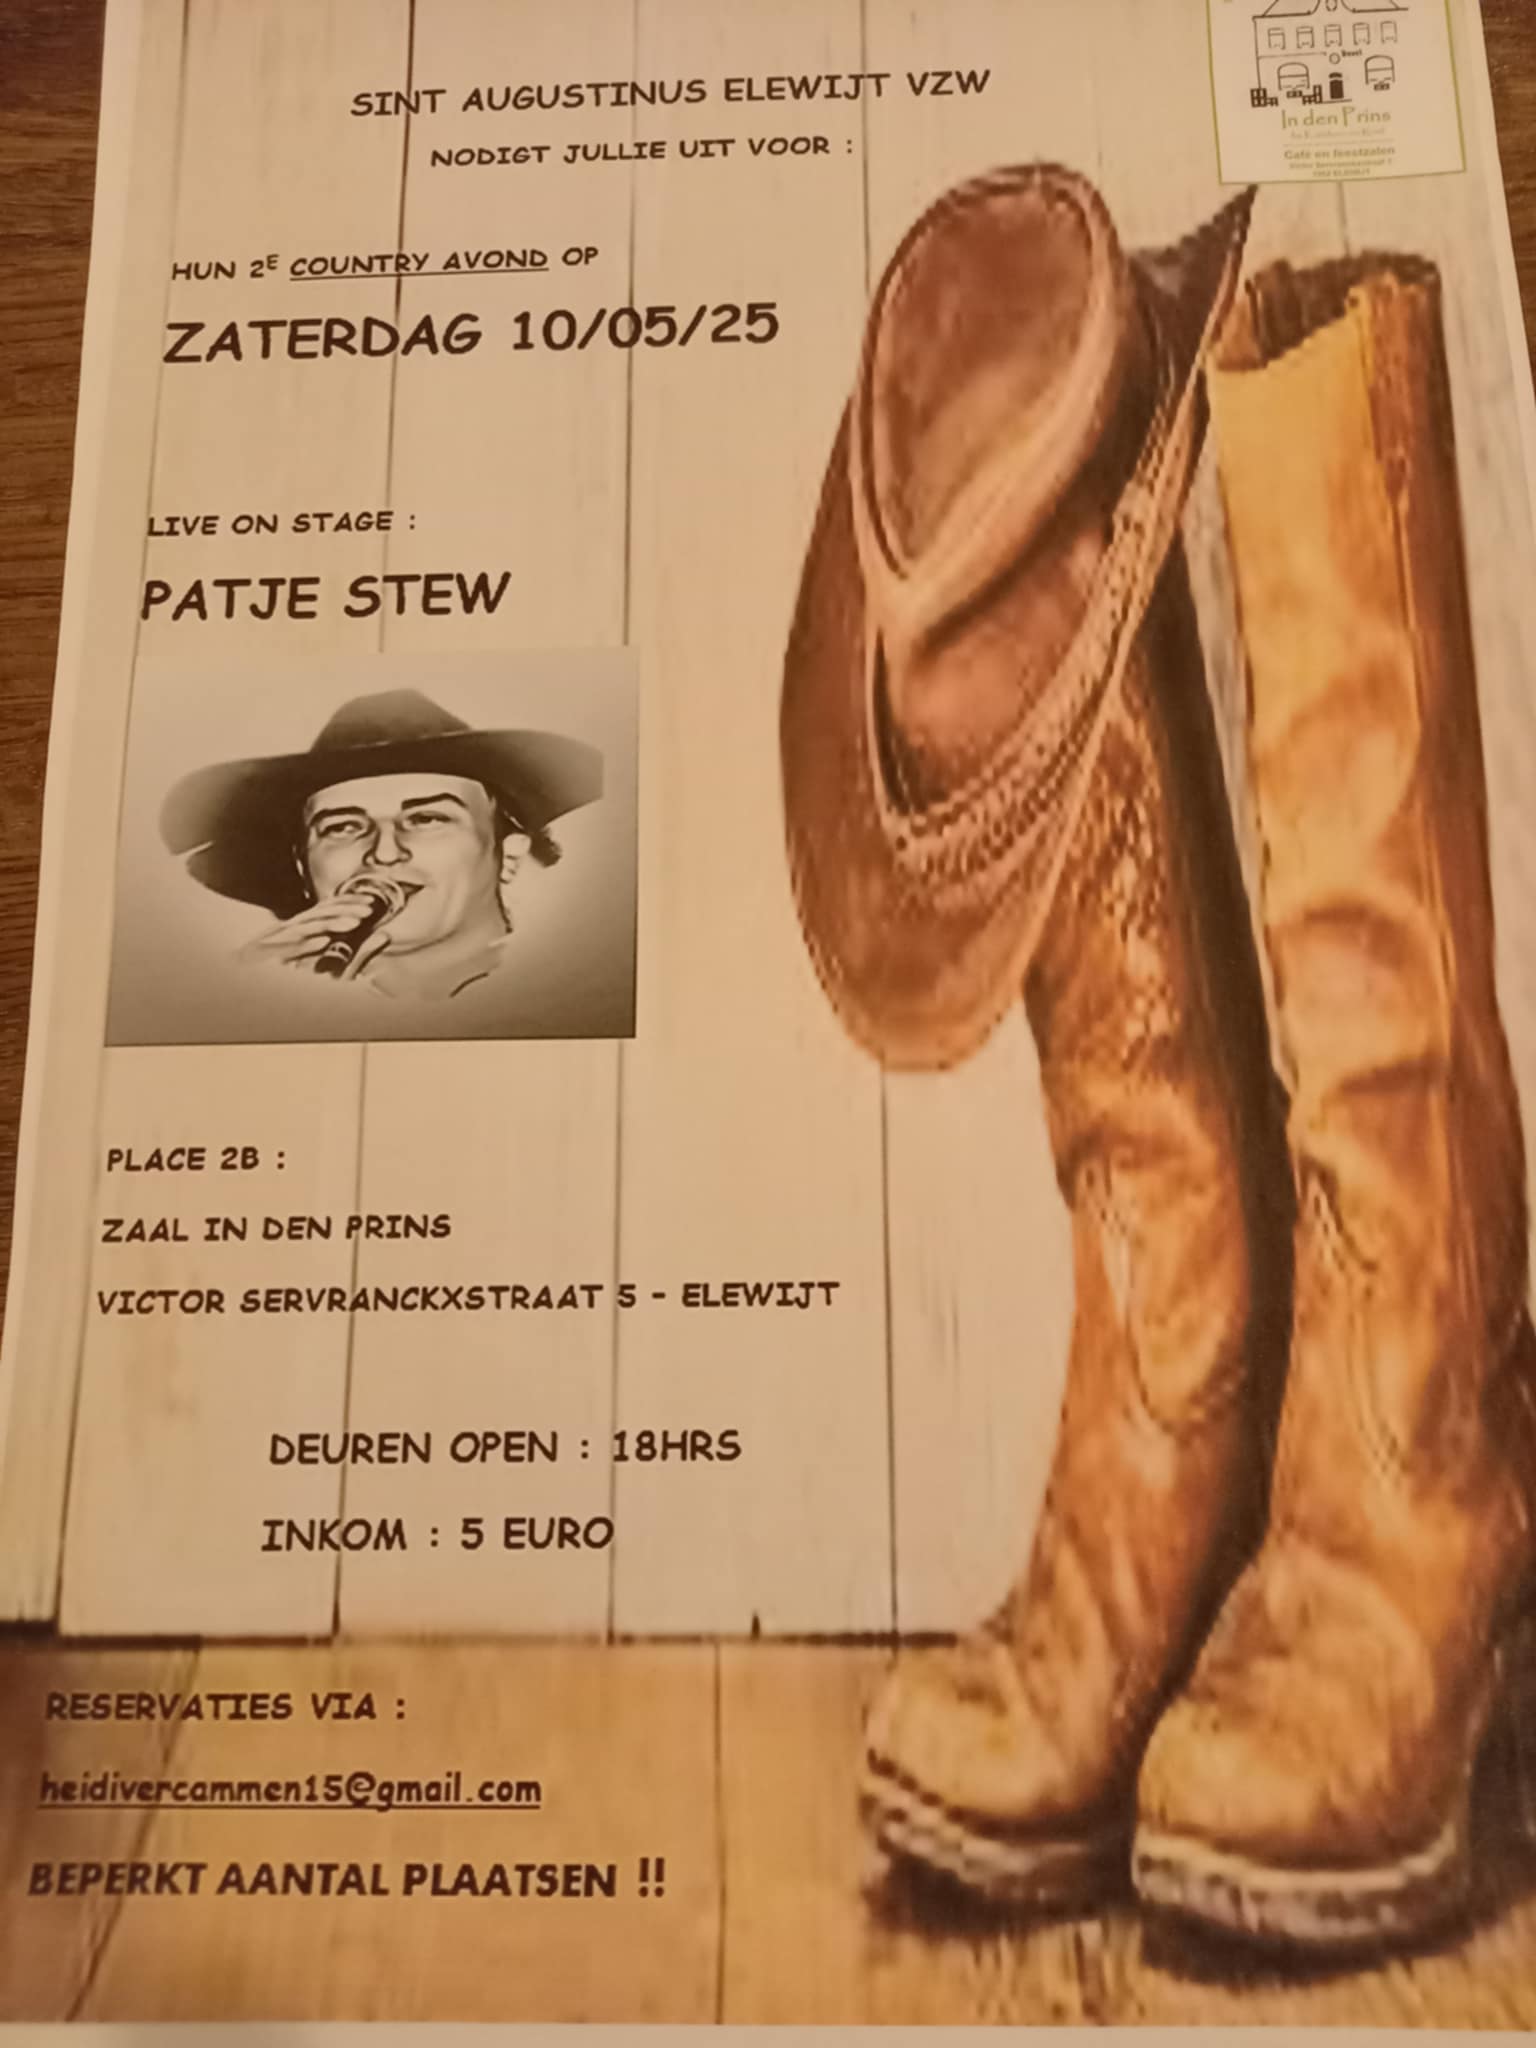 SINT AUGUSTINUS ELEWIJT VZW
NODIGT JULLIE UIT VOOR :
In den Prins
Café en feestzalen
HUN 2E COUNTRY AVOND OP
ZATERDAG 10/05/25
LIVE ON STAGE :
PATJE STEW
PLACE 2B :
ZAAL IN DEN PRINS
VICTOR SERVRANCKXSTRAAT 5 - ELEWIJT
DEUREN OPEN : 18HRS
INKOM : 5 EURO
RESERVATIES VIA :
heidivercammen15@gmail.com
BEPERKT AANTAL PLAATSEN !!